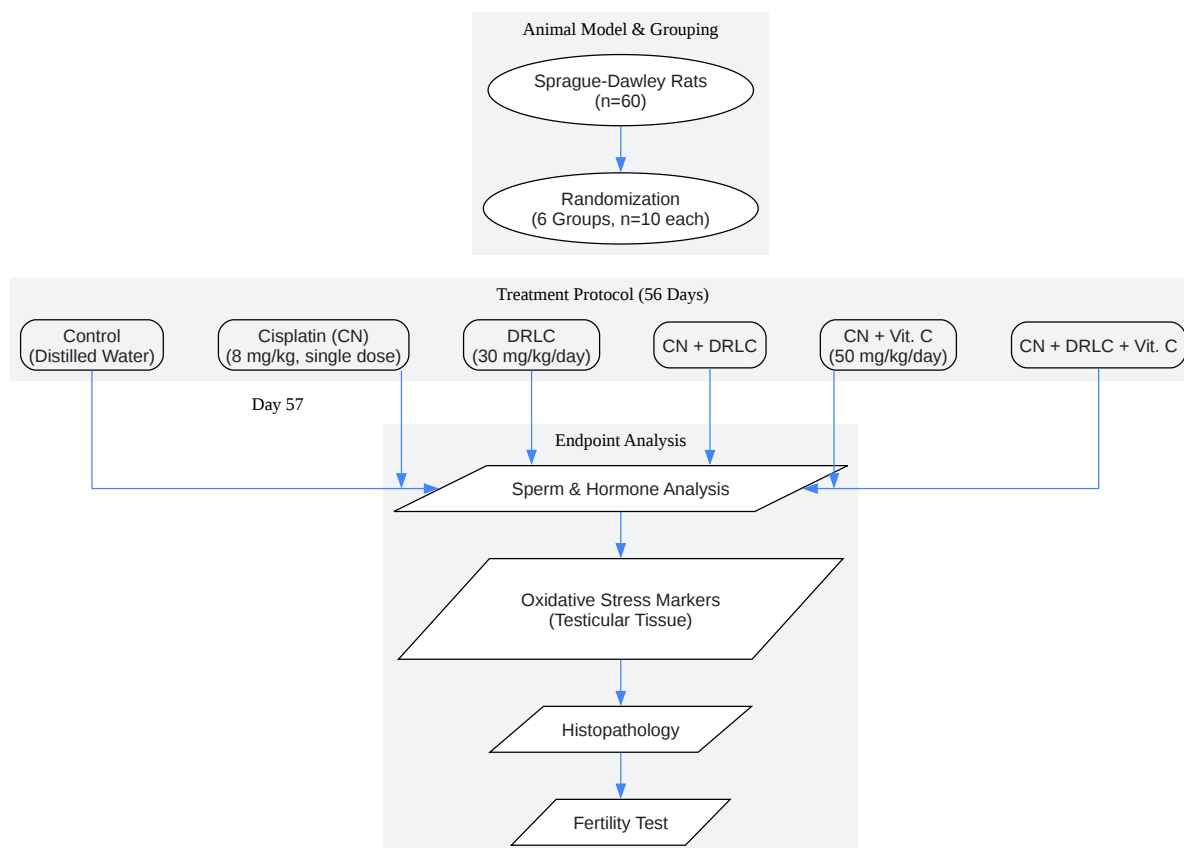 Animal Model & Grouping
Sprague-Dawley Rats
(n=60)
Randomization
(6 Groups, n=10 each)
Treatment Protocol (56 Days)
Control
(Distilled Water)
Cisplatin (CN)
(8 mg/kg, single dose)
DRLC
(30 mg/kg/day)
CN + DRLC
CN + Vit. C
(50 mg/kg/day)
CN + DRLC + Vit. C
Day 57
Endpoint Analysis
Sperm & Hormone Analysis
Oxidative Stress Markers
(Testicular Tissue)
Histopathology
Fertility Test